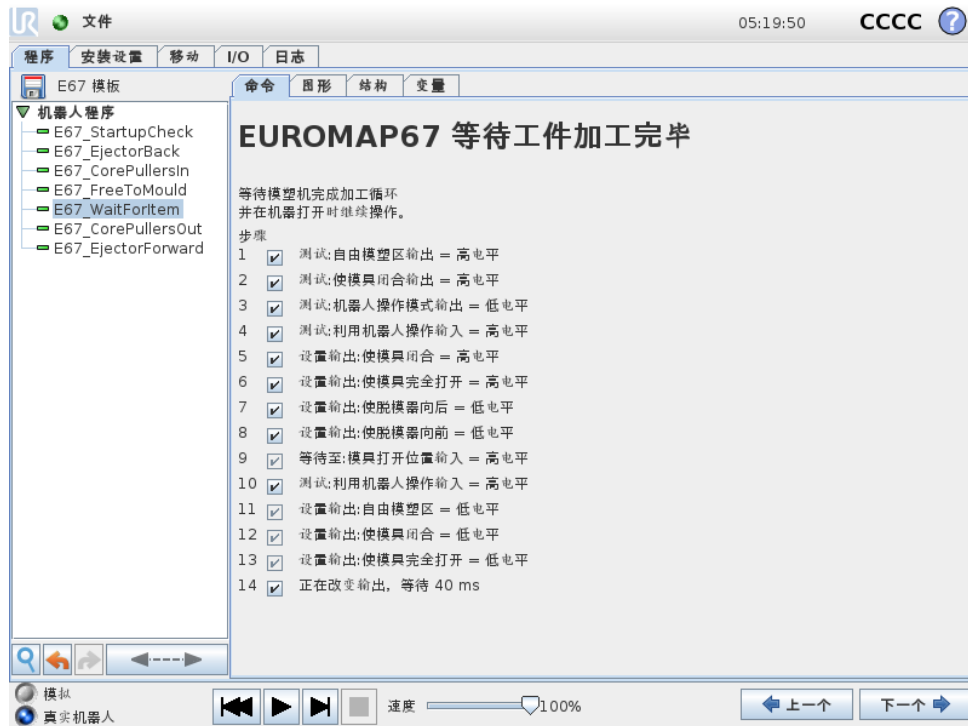 UR 文件 05:19:50 CCCC ?
程序 安装设置 移动 I/O 日志
E67 模板
命令 图形 结构 变量
机器人程序
E67_StartupCheck
E67_EjectorBack
E67_CorePullersIn
E67_FreeToMould
E67_WaitForItem
E67_CorePullersOut
E67_EjectorForward
EUROMAP67 等待工件加工完毕
等待模塑机完成加工循环
并在机器打开时继续操作。
步骤
1 测试:自由模塑区输出 = 高电平
2 测试:使模具闭合输出 = 高电平
3 测试:机器人操作模式输出 = 低电平
4 测试:利用机器人操作输入 = 高电平
5 设置输出:使模具闭合 = 高电平
6 设置输出:使模具完全打开 = 高电平
7 设置输出:使脱模器向后 = 低电平
8 设置输出:使脱模器向前 = 低电平
9 等待至:模具打开位置输入 = 高电平
10 测试:利用机器人操作输入 = 高电平
11 设置输出:自由模塑区 = 低电平
12 设置输出:使模具闭合 = 低电平
13 设置输出:使模具完全打开 = 低电平
14 正在改变输出，等待 40 ms
模拟
真实机器人
速度 100%
上一个 下一个